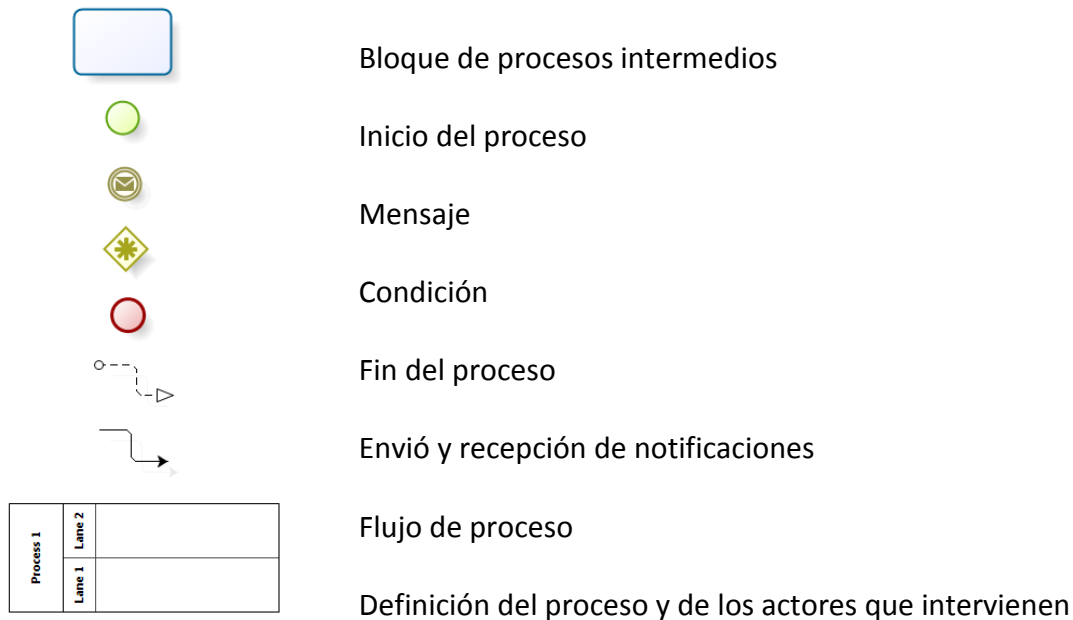 Bloque de procesos intermedios
Inicio del proceso
Mensaje
Condición
Fin del proceso
Envió y recepción de notificaciones
Flujo de proceso
Process 1
Lane 2
Lane 1
Definición del proceso y de los actores que intervienen